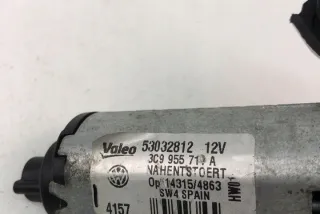 Valeo 53032812 12V
3C9 955 711 A
NAHENTSTOERT
Op 14315/4863
SW4 SPAIN
4157